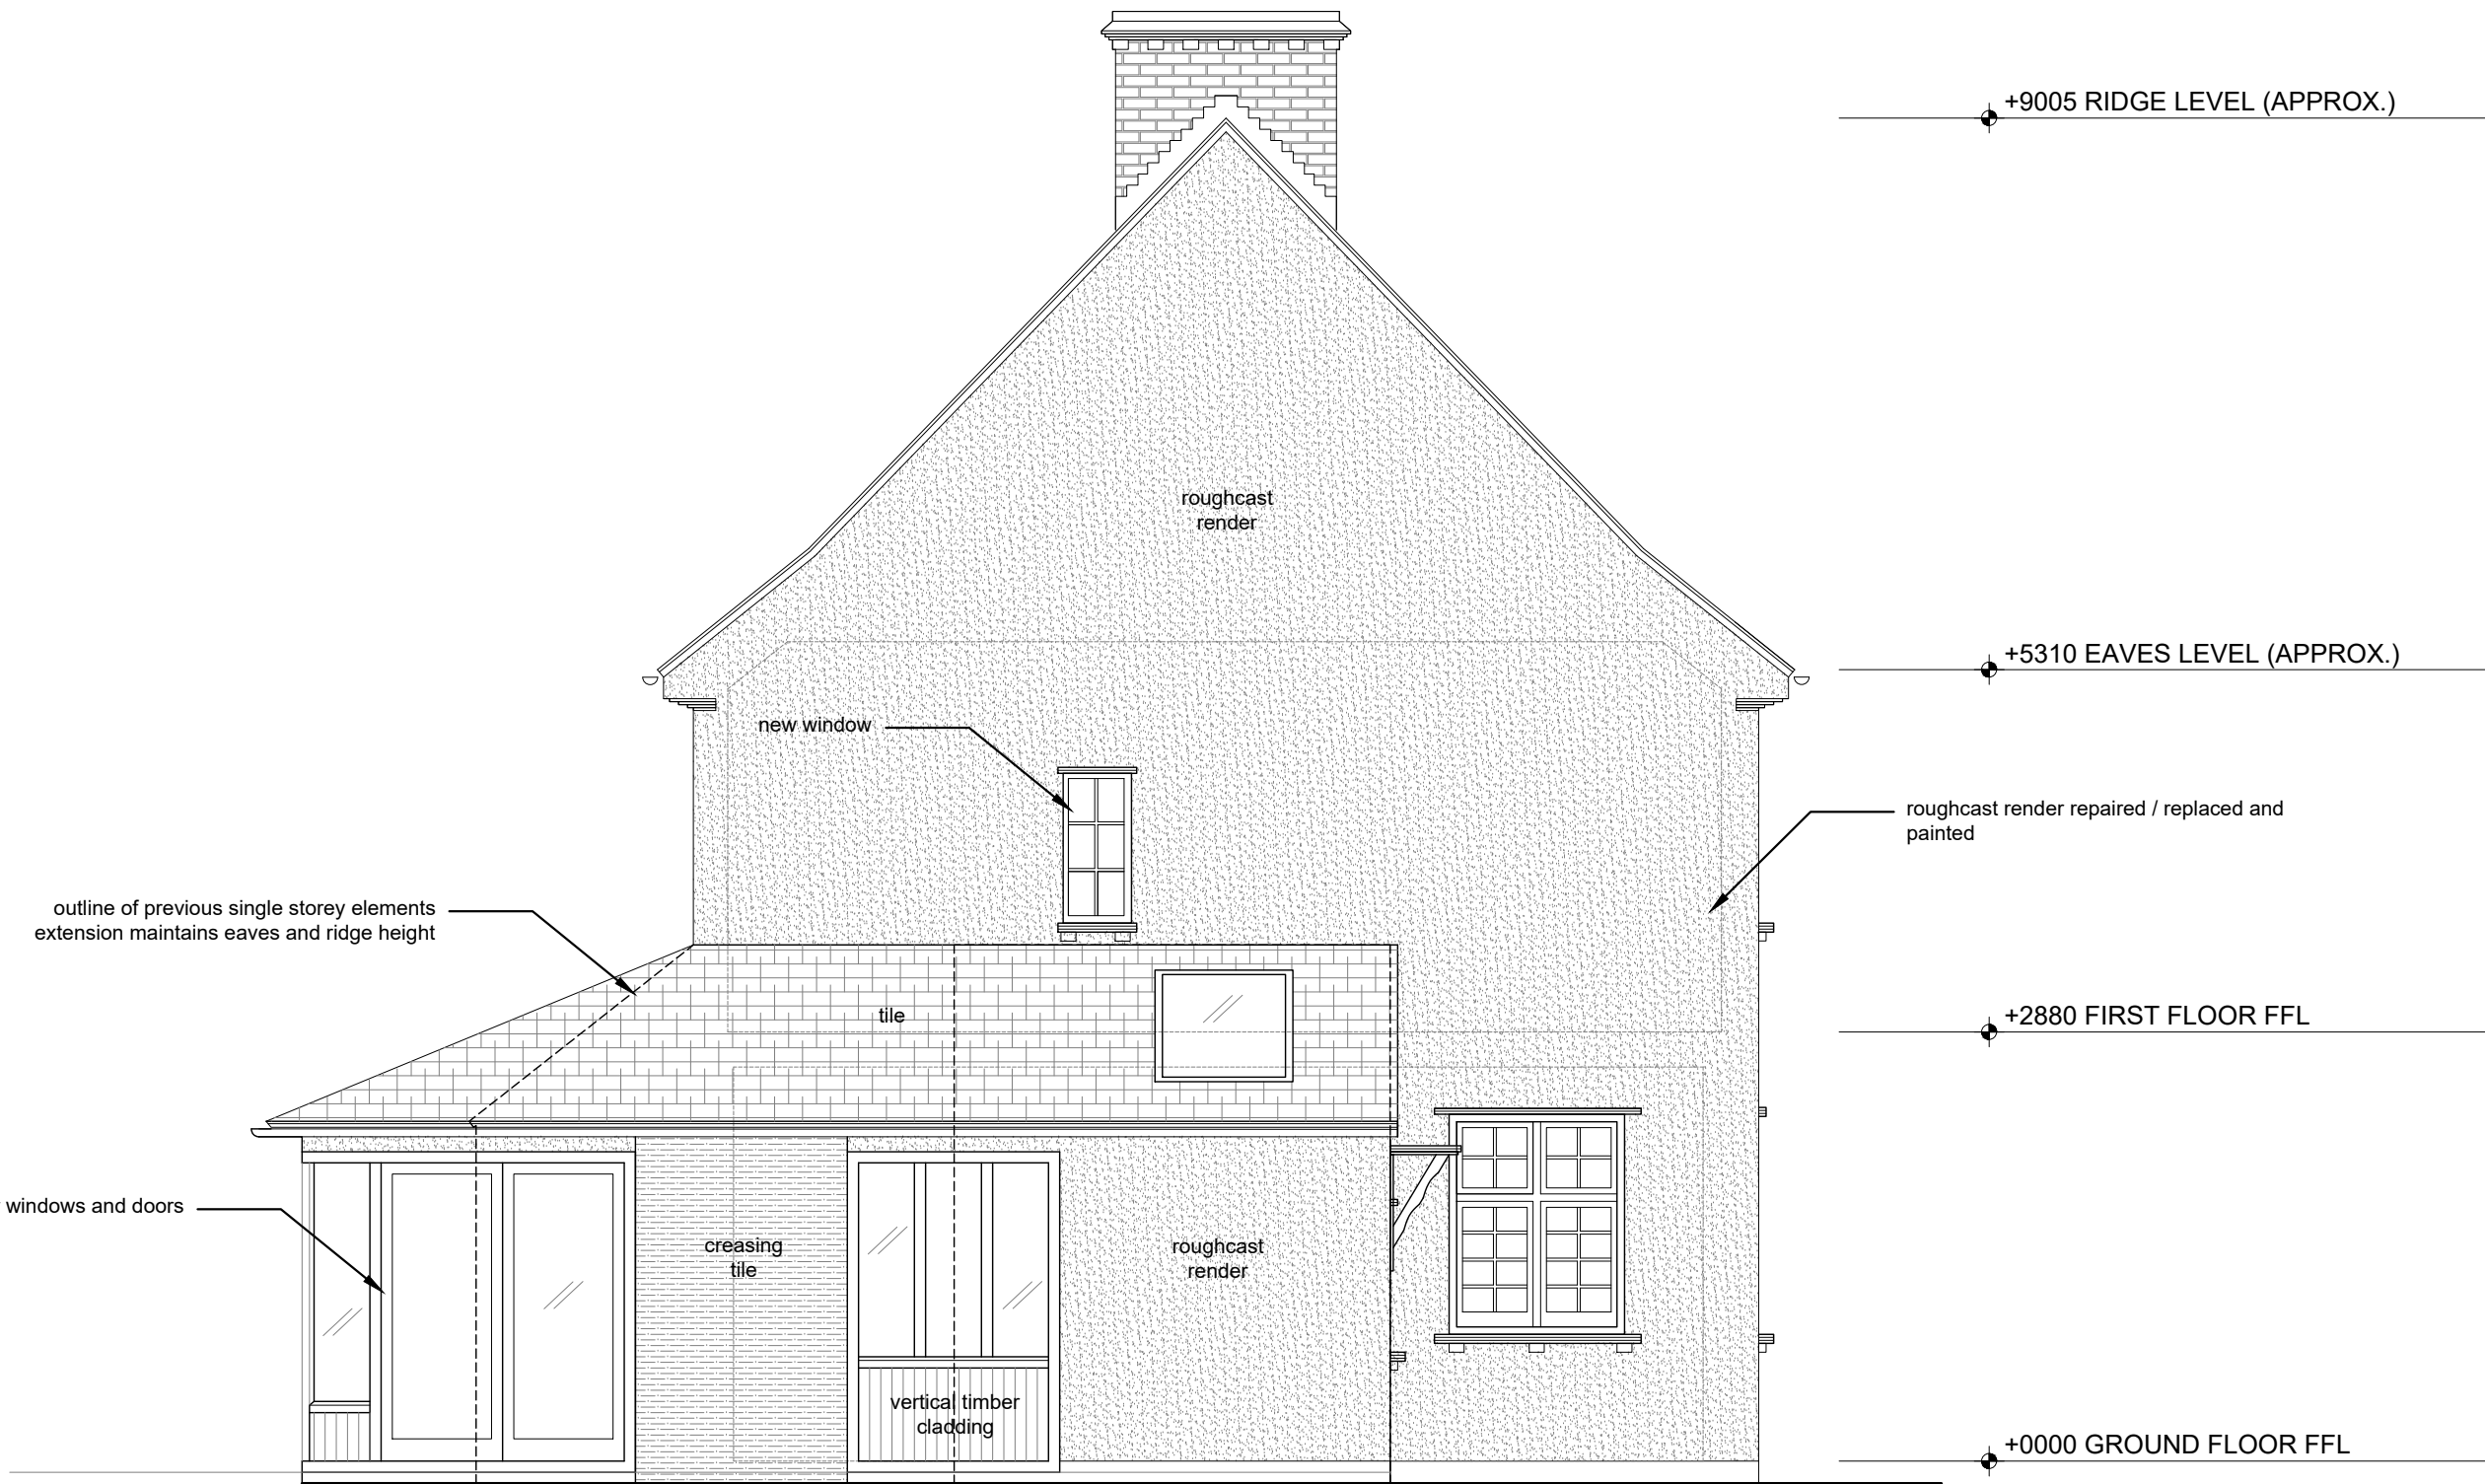 +9005 RIDGE LEVEL (APPROX.)
roughcast
render
+5310 EAVES LEVEL (APPROX.)
new window
roughcast render repaired / replaced and
painted
outline of previous single storey elements
extension maintains eaves and ridge height
tile
+2880 FIRST FLOOR FFL
windows and doors
creasing
tile
roughcast
render
vertical timber
cladding
+0000 GROUND FLOOR FFL